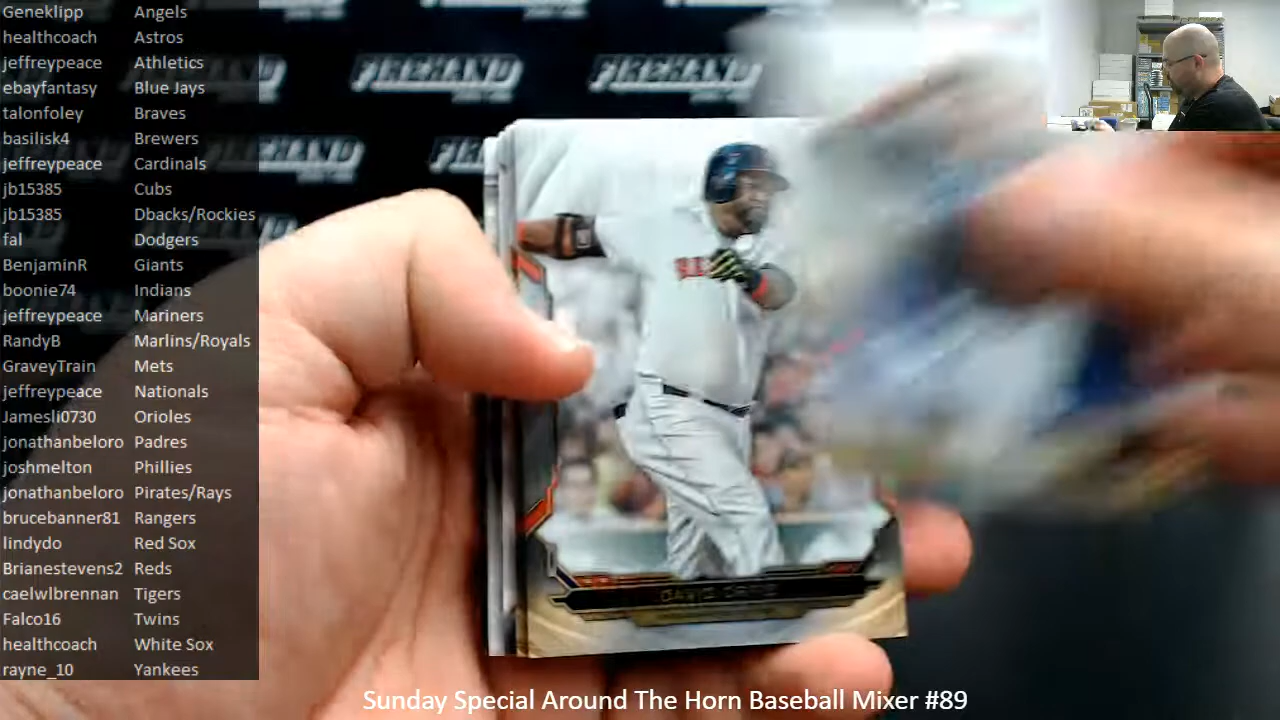 Geneklipp Angels
healthcoach Astros
jeffreypeace Athletics
ebayfantasy Blue Jays
talonfoley Braves
basilisk4 Brewers
jeffreypeace Cardinals
jb15385 Cubs
jb15385 Dbacks/Rockies
fal Dodgers
BenjaminR Giants
boonie74 Indians
jeffreypeace Mariners
RandyB Marlins/Royals
GraveyTrain Mets
jeffreypeace Nationals
Jamesli0730 Orioles
jonathanbeloro Padres
joshmelton Phillies
jonathanbeloro Pirates/Rays
brucebanner81 Rangers
lindydo Red Sox
Brianestevens2 Reds
caelwlbrennan Tigers
Falco16 Twins
healthcoach White Sox
rayne_10 Yankees
FIREHAND
FIREHAND
FIREHAND
DAVID ORTIZ
Sunday Special Around The Horn Baseball Mixer #89